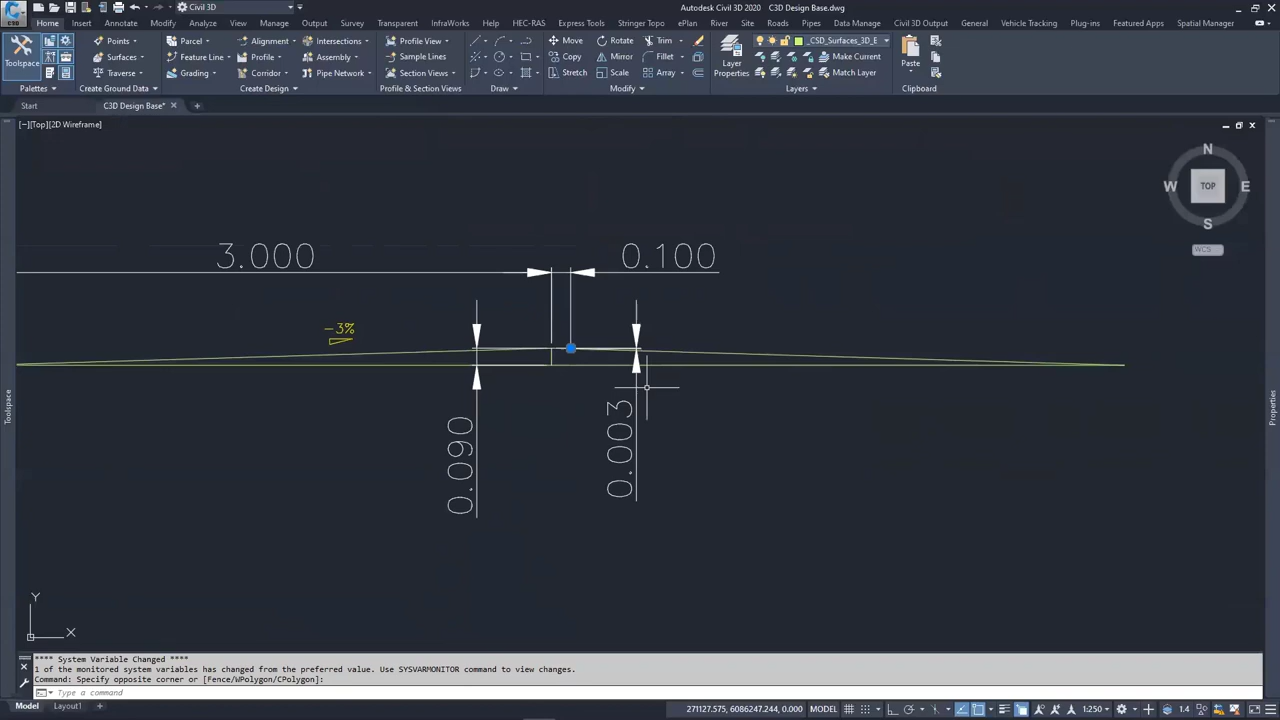 Civil 3D
Autodesk Civil 3D 2020 C3D Design Base.dwg
Home Insert Annotate Modify Analyze View Manage Output Survey Transparent InfraWorks Help HEC-RAS Express Tools Stringer Topo ePlan River Site Roads Pipes Data Manager Civil 3D Output General Vehicle Tracking Plug-ins Featured Apps Spatial Manager
Toolspace
Points Parcel Alignment Intersections Profile View Move Rotate Trim _CSD_Surfaces_3D_E
Surfaces Feature Line Profile Assembly Sample Lines Copy Mirror Fillet Layer Properties Make Current Paste
Traverse Grading Corridor Pipe Network Section Views Stretch Scale Array Match Layer
Palettes Create Ground Data Create Design Profile & Section Views Draw Modify Layers Clipboard
Start C3D Design Base*
[−][Top][2D Wireframe]
N
W TOP E
S
WCS
3.000 0.100
-3%
0.090
0.003
Toolspace
Properties
Y
X
**** System Variable Changed ****
1 of the monitored system variables has changed from the preferred value. Use SYSVARMONITOR command to view changes.
Command: Specify opposite corner or [Fence/WPolygon/CPolygon]:
Type a command
Model Layout1 271127.575, 6086247.244, 0.000 MODEL 1:250 1.4